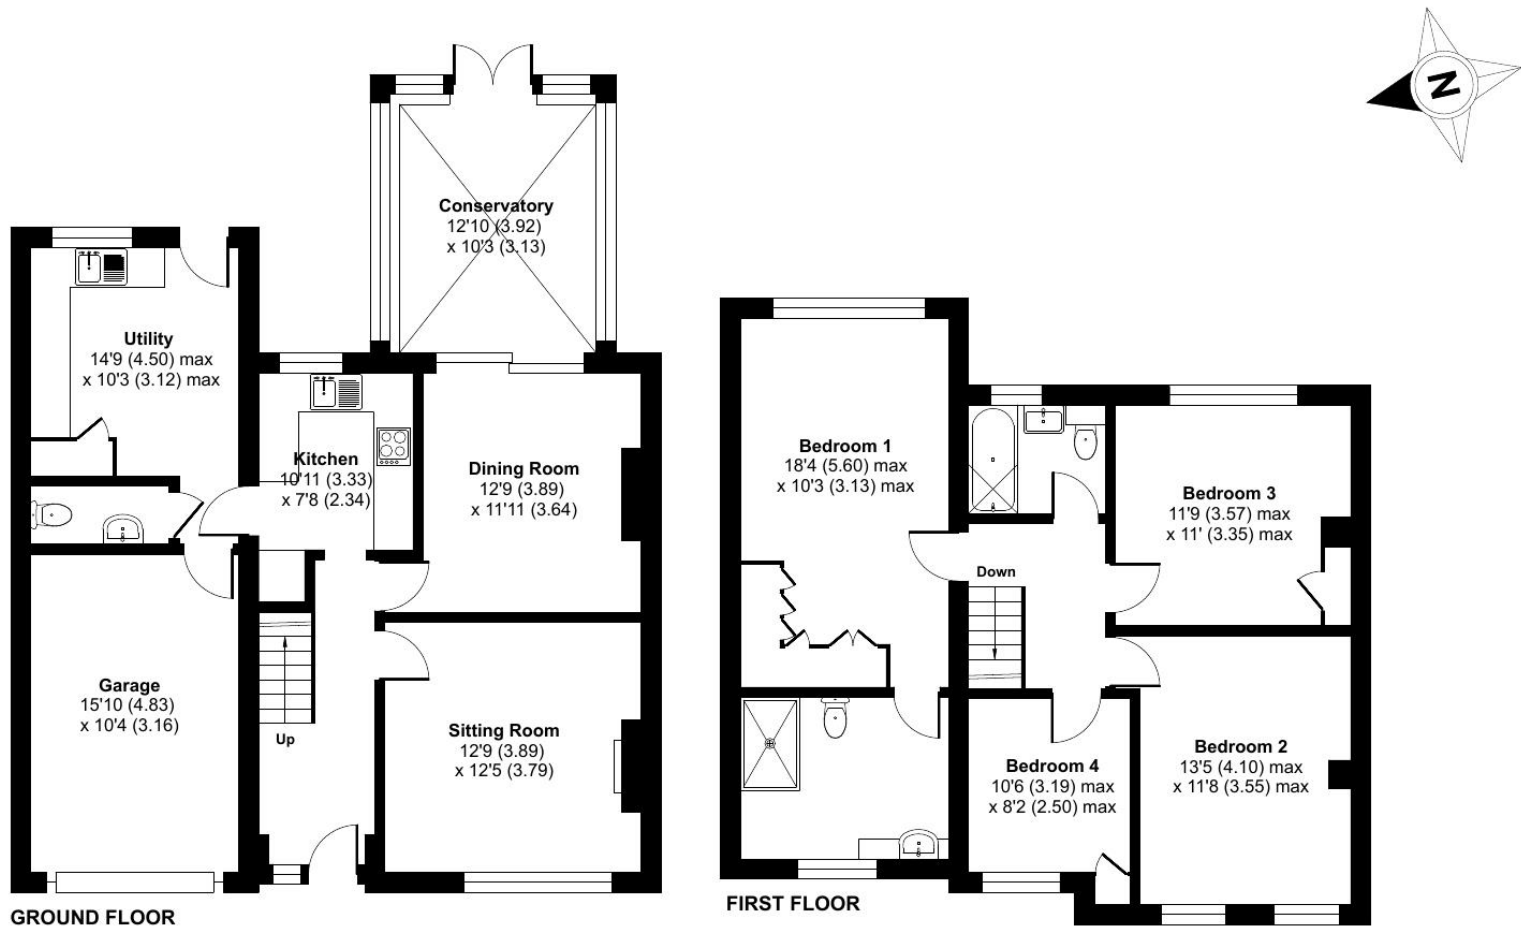 N
Conservatory
12'10 (3.92)
x 10'3 (3.13)
Utility
14'9 (4.50) max
x 10'3 (3.12) max
Kitchen
10'11 (3.33)
x 7'8 (2.34)
Dining Room
12'9 (3.89)
x 11'11 (3.64)
Garage
15'10 (4.83)
x 10'4 (3.16)
Up
Sitting Room
12'9 (3.89)
x 12'5 (3.79)
GROUND FLOOR
Bedroom 1
18'4 (5.60) max
x 10'3 (3.13) max
Bedroom 3
11'9 (3.57) max
x 11' (3.35) max
Down
Bedroom 4
10'6 (3.19) max
x 8'2 (2.50) max
Bedroom 2
13'5 (4.10) max
x 11'8 (3.55) max
FIRST FLOOR